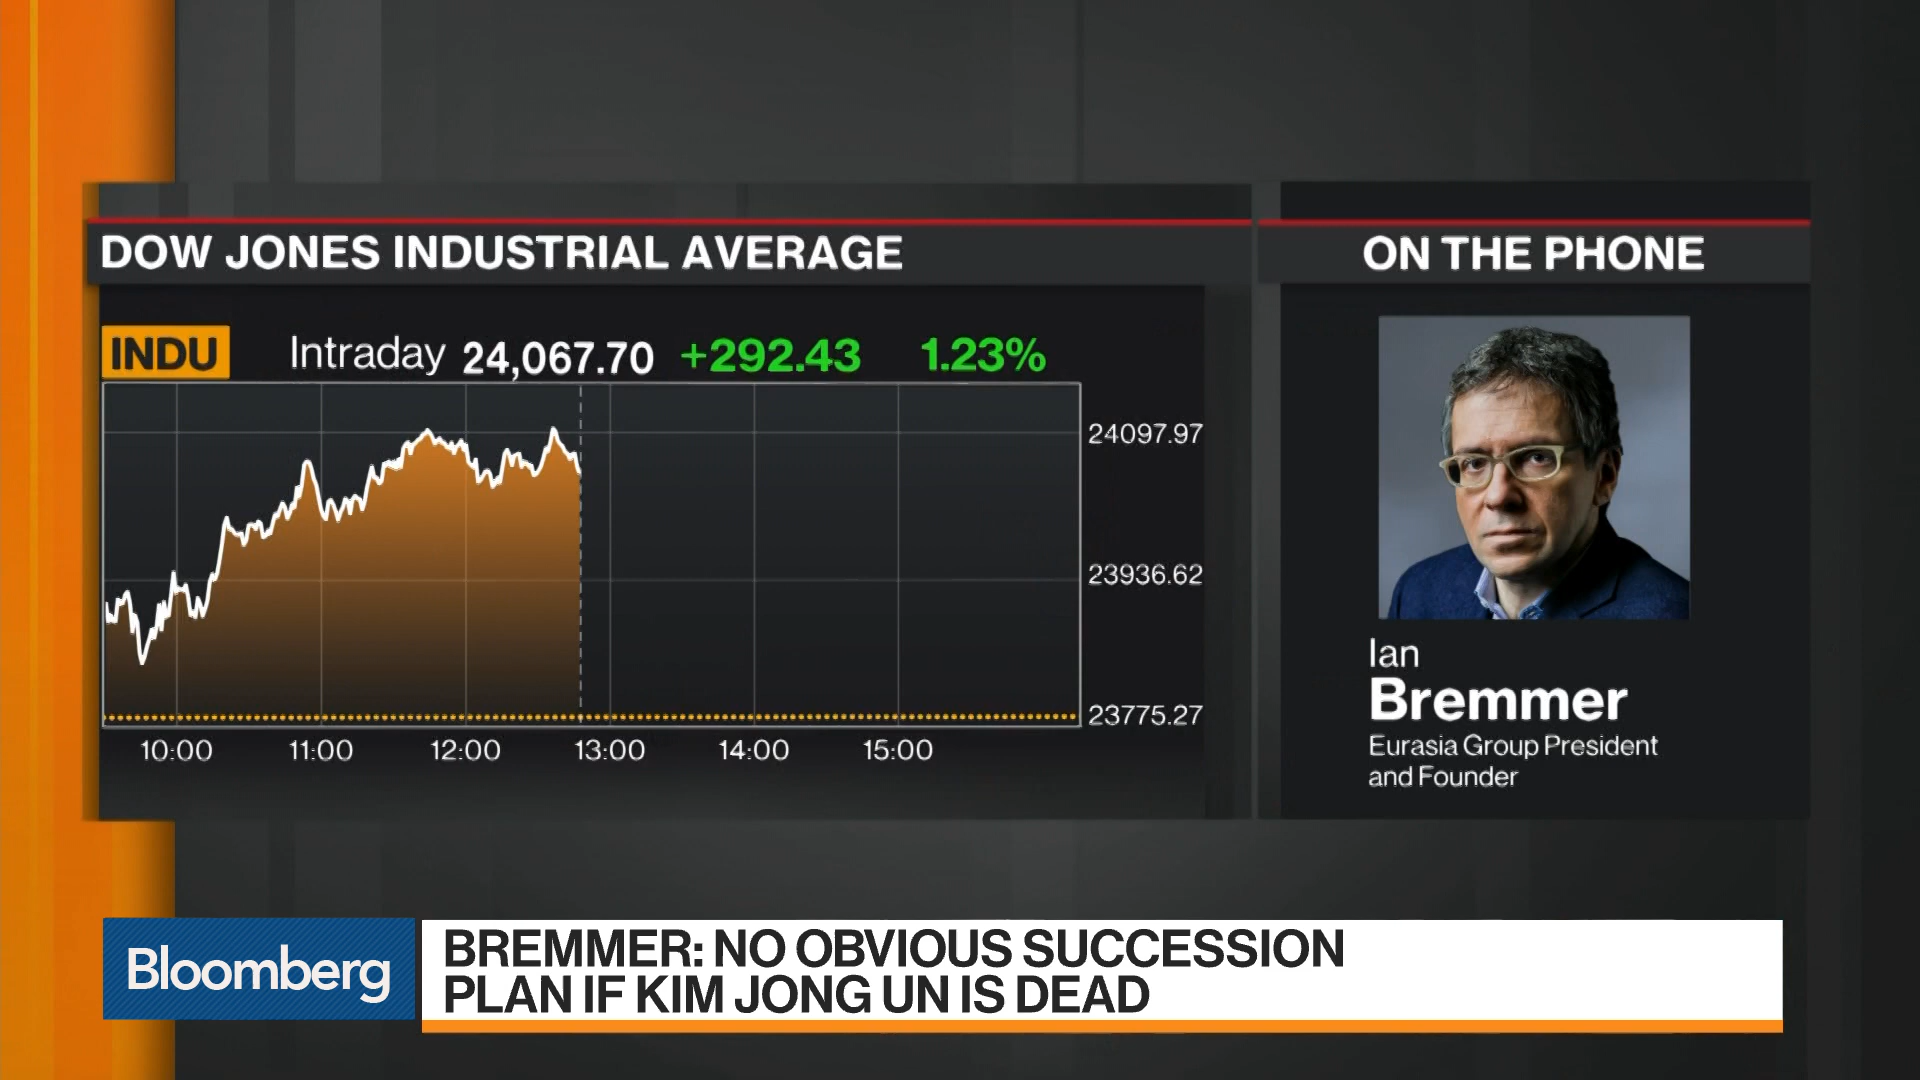 DOW JONES INDUSTRIAL AVERAGE
INDU Intraday 24,067.70 +292.43 1.23%
24097.97
23936.62
23775.27
10:00 11:00 12:00 13:00 14:00 15:00
ON THE PHONE
Ian
Bremmer
Eurasia Group President
and Founder
Bloomberg
BREMMER: NO OBVIOUS SUCCESSION
PLAN IF KIM JONG UN IS DEAD